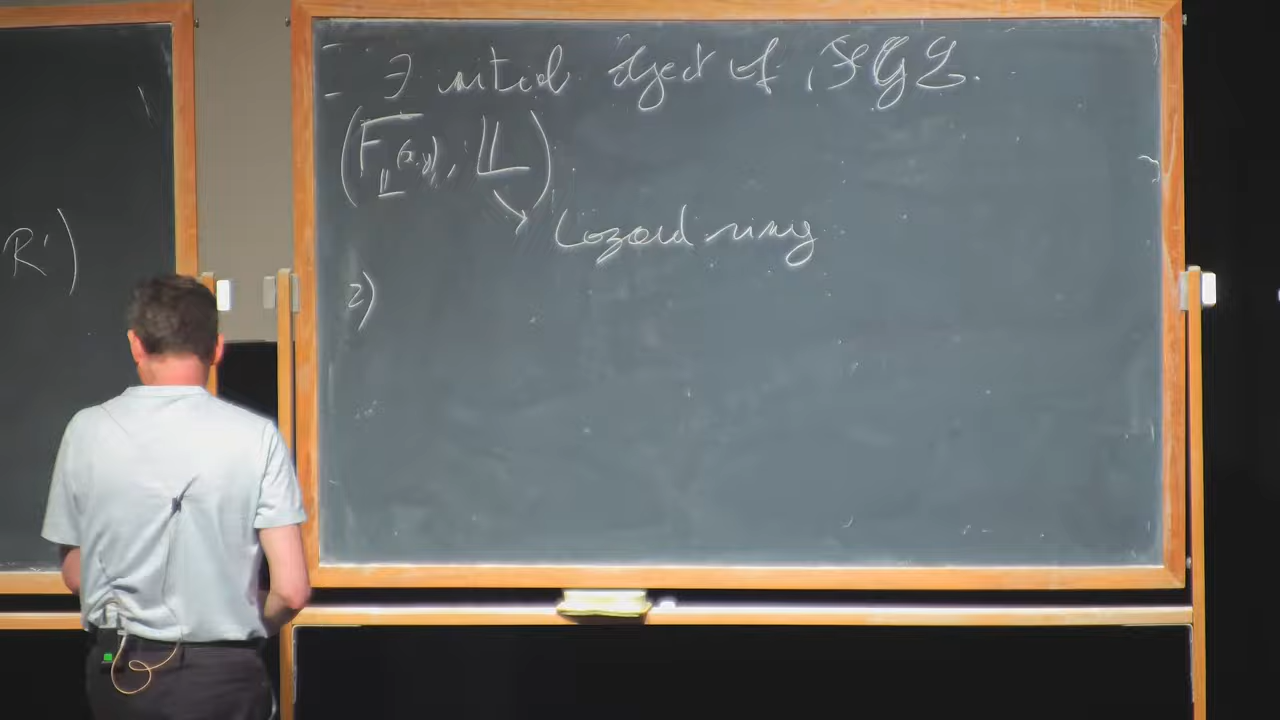 R')
∃ initial object of FGL.
(F_𝕃(x,y), 𝕃)
Lazard ring
2)